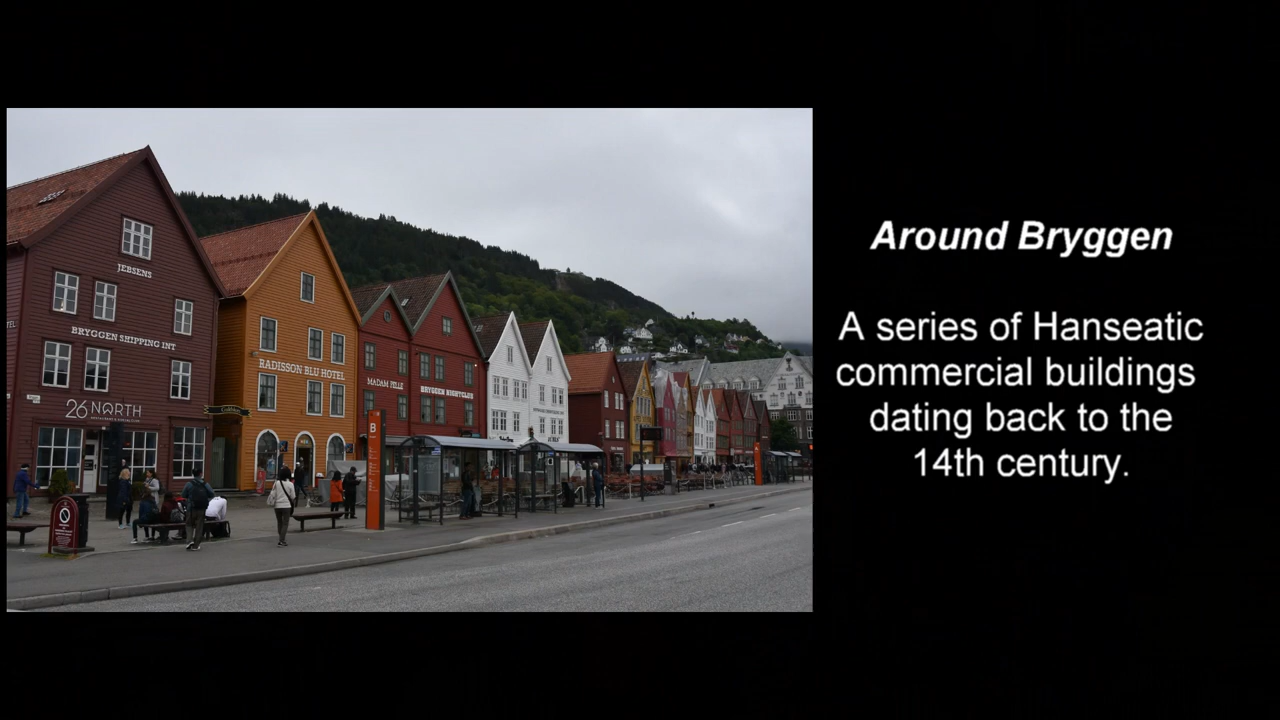 JEBSENS
BRYGGEN SHIPPING INT
26 NORTH
RADISSON BLU HOTEL
MADAM FELLE
BRYGGEN NIGHTCLUB
B
Around Bryggen
A series of Hanseatic
commercial buildings
dating back to the
14th century.